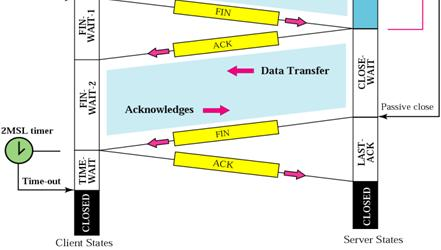 FIN
FIN-
WAIT-1
ACK
Data Transfer
CLOSE-
WAIT
FIN-
WAIT-2
Acknowledges
Passive close
FIN
2MSL timer
LAST-
ACK
TIME-
WAIT
ACK
Time-out
CLOSED
CLOSED
Client States
Server States